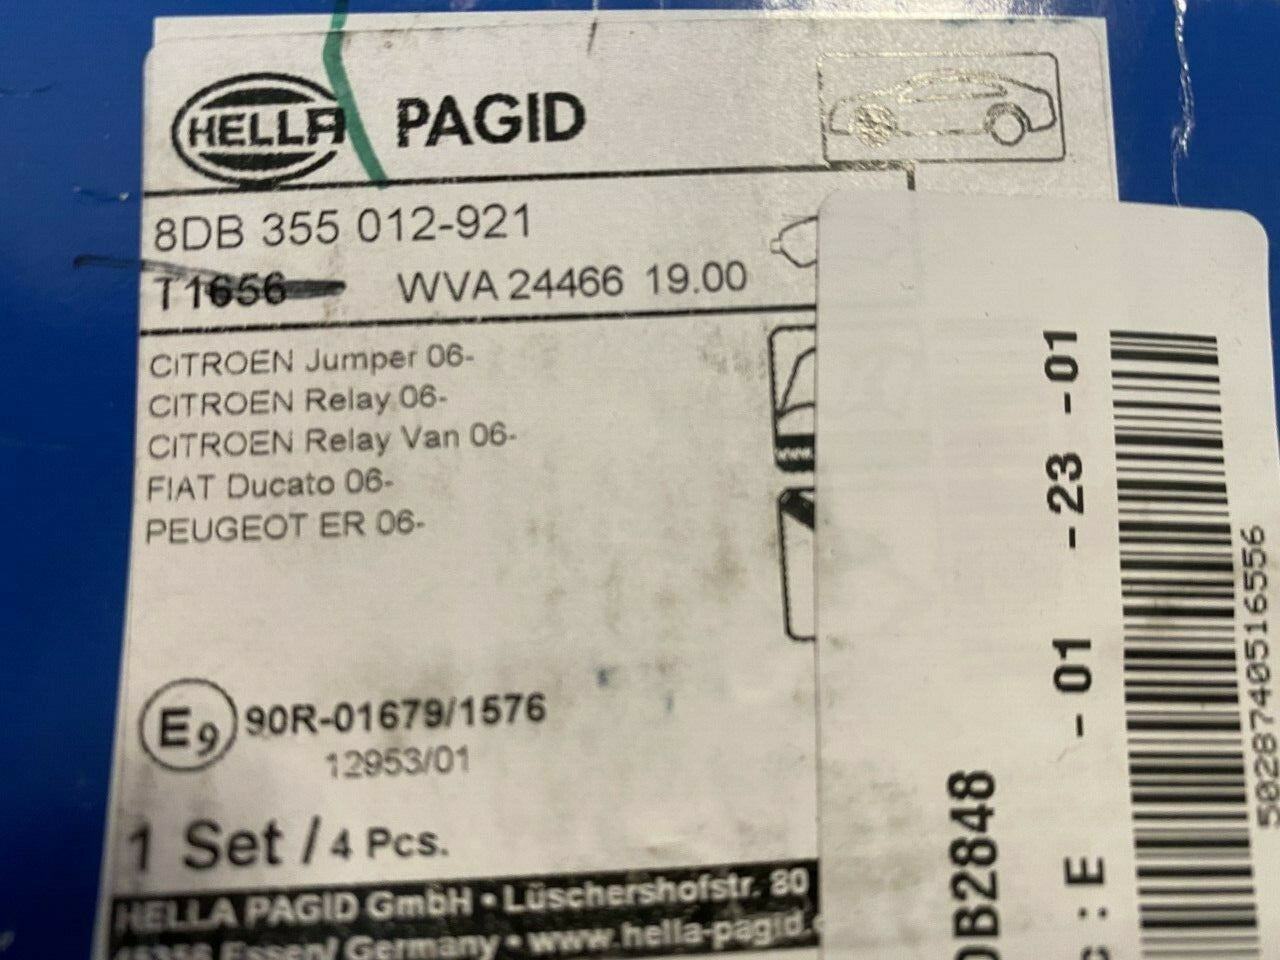 HELLA PAGID
8DB 355 012-921
T1656 WVA 24466 19.00
CITROEN Jumper 06-
CITROEN Relay 06-
CITROEN Relay Van 06-
FIAT Ducato 06-
PEUGEOT ER 06-
E9 90R-01679/1576
12953/01
1 Set / 4 Pcs.
HELLA PAGID GmbH • Lüschershofstr. 80
45356 Essen/ Germany • www.hella-pagid.
DB2848
: E - 01 - 23 - 01
5028740516556